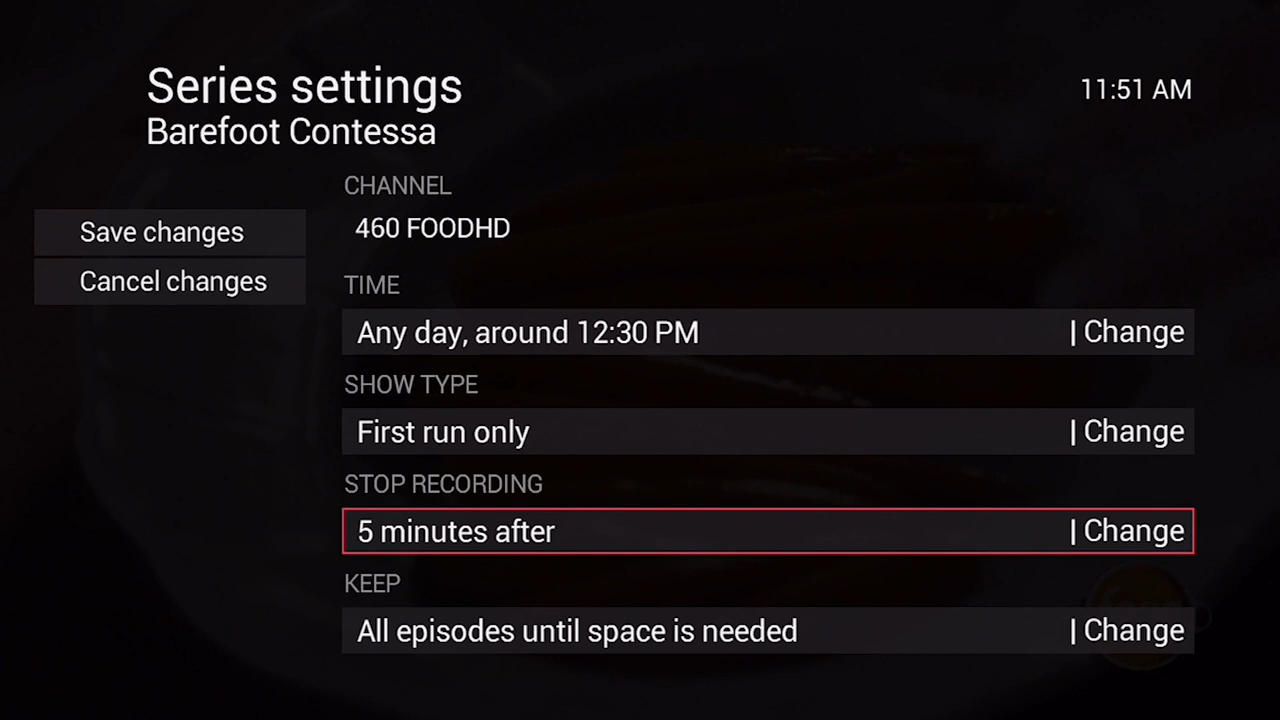 Series settings
11:51 AM
Barefoot Contessa
CHANNEL
460 FOODHD
Save changes
Cancel changes
TIME
Any day, around 12:30 PM | Change
SHOW TYPE
First run only | Change
STOP RECORDING
5 minutes after | Change
KEEP
All episodes until space is needed | Change